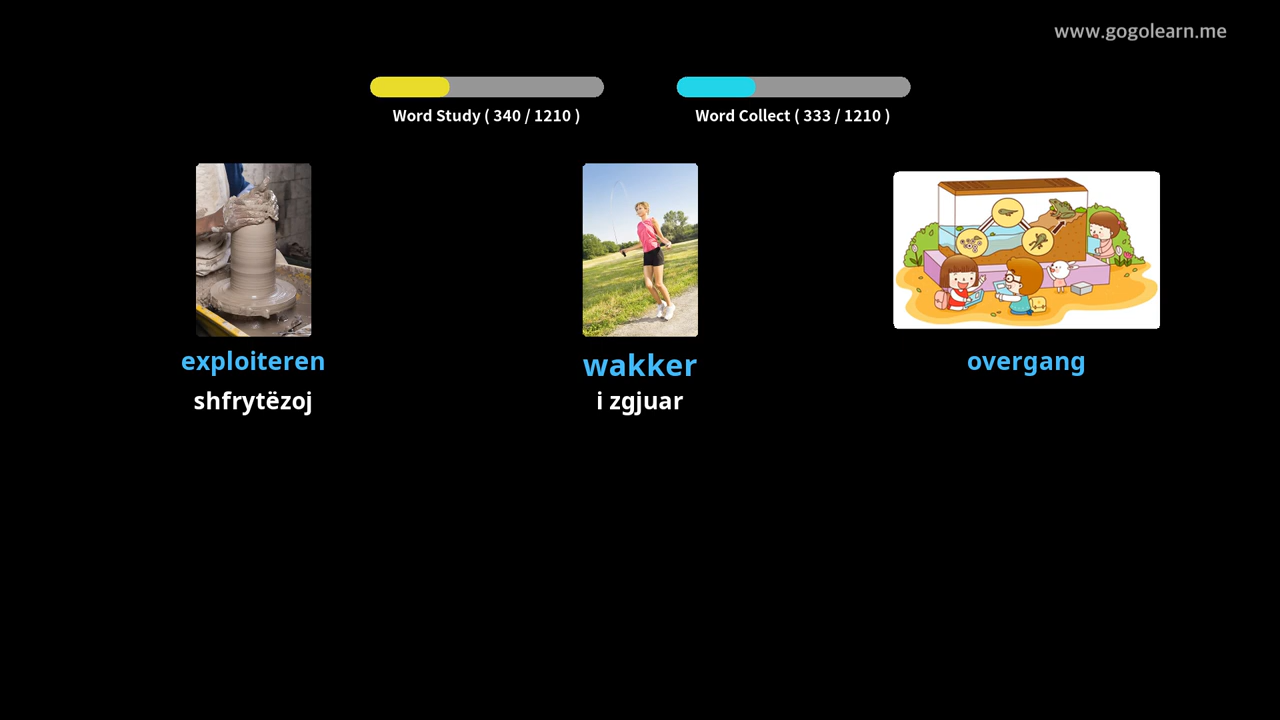 www.gogolearn.me
Word Study ( 340 / 1210 )
Word Collect ( 333 / 1210 )
exploiteren
shfrytëzoj
wakker
i zgjuar
overgang